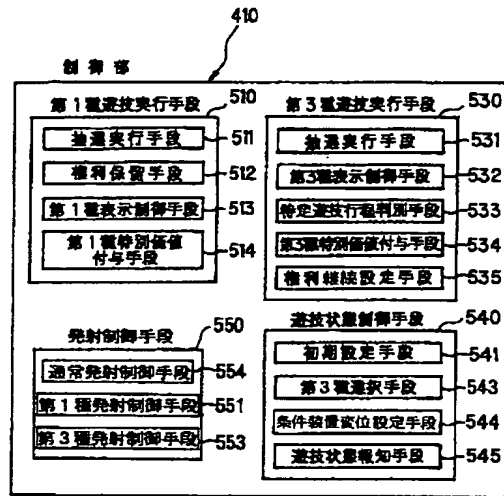 410
制御部
第1種遊技実行手段
510
抽選実行手段
511
権利保留手段
512
第1種表示制御手段
513
第1種特別価値
付与手段
514
第3種遊技実行手段
530
抽選実行手段
531
第3種表示制御手段
532
特定遊技行程判別手段
533
第3種特別価値付与手段
534
権利継続設定手段
535
発射制御手段
550
通常発射制御手段
554
第1種発射制御手段
551
第3種発射制御手段
553
遊技状態制御手段
540
初期設定手段
541
第3種選択手段
543
条件装置変位設定手段
544
遊技状態報知手段
545